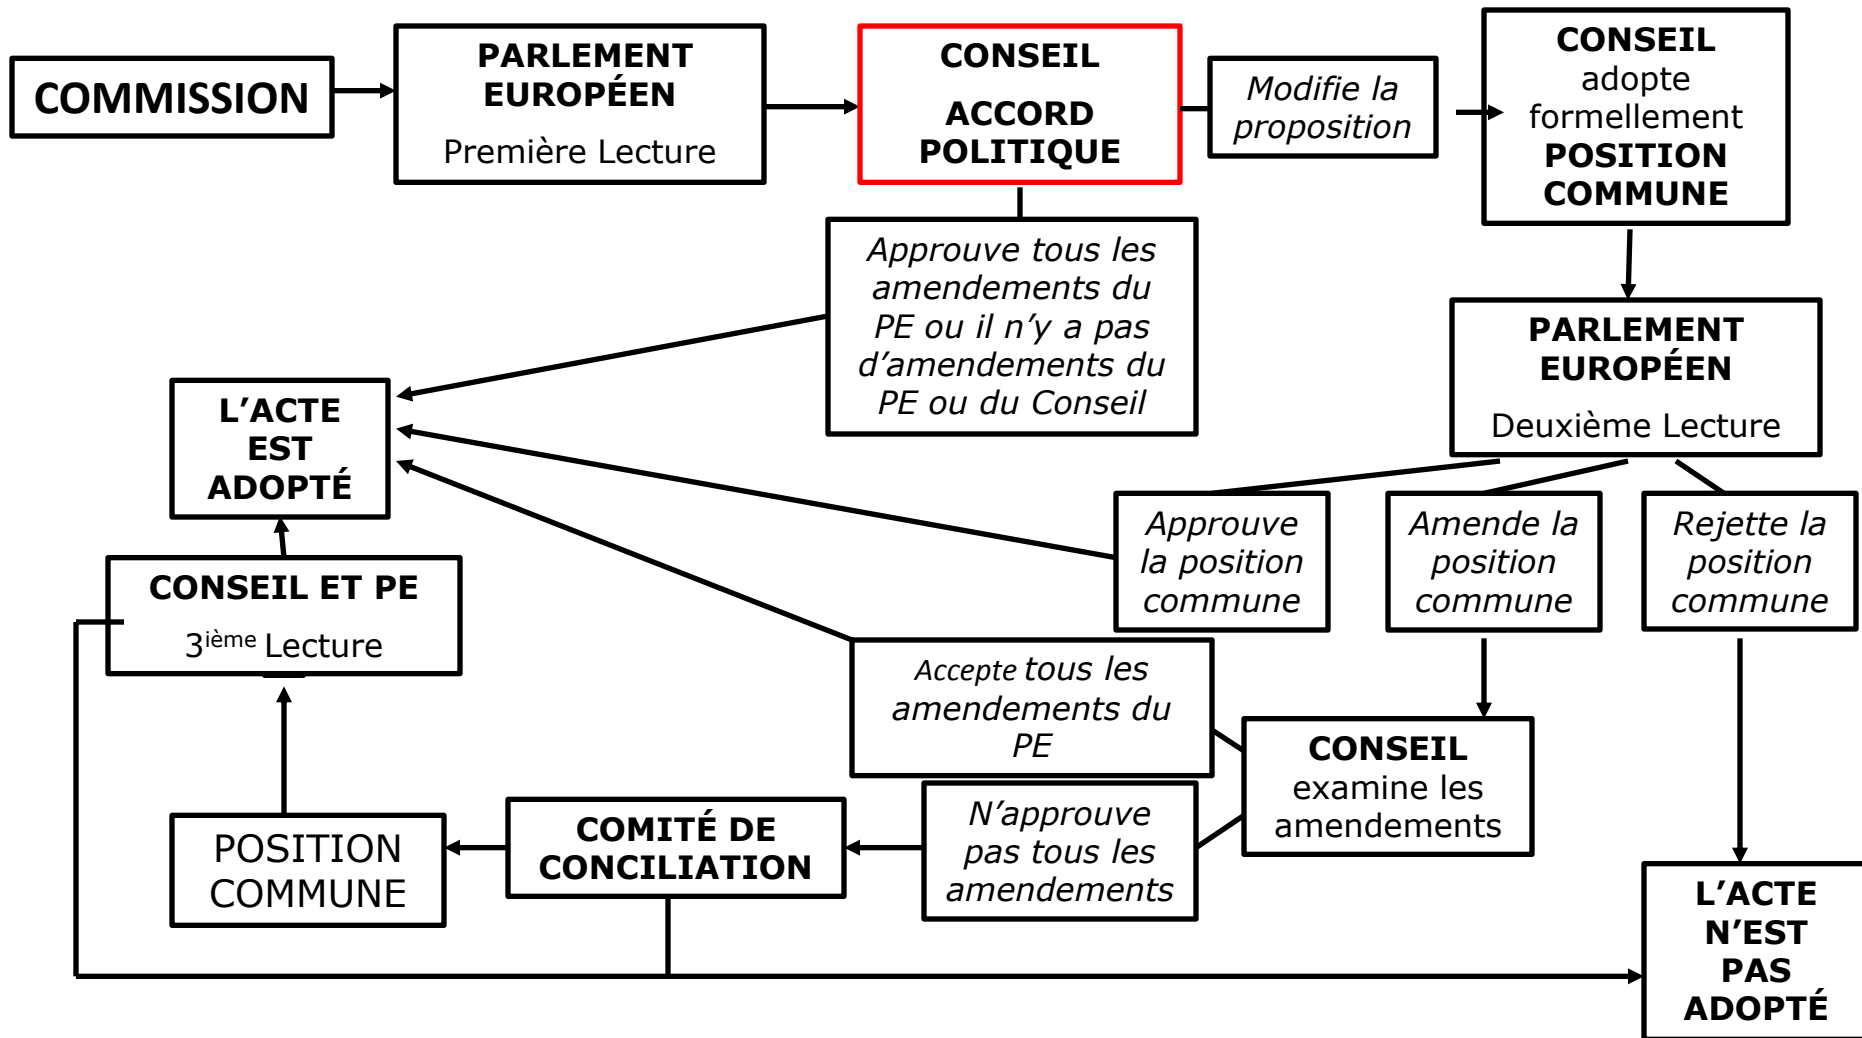 COMMISSION
PARLEMENT
EUROPÉEN
Première Lecture
CONSEIL
ACCORD
POLITIQUE
Modifie la
proposition
CONSEIL
adopte
formellement
POSITION
COMMUNE
Approuve tous les
amendements du
PE ou il n’y a pas
d’amendements du
PE ou du Conseil
PARLEMENT
EUROPÉEN
Deuxième Lecture
L’ACTE
EST
ADOPTÉ
Approuve
la position
commune
Amende la
position
commune
Rejette la
position
commune
CONSEIL ET PE
3ième Lecture
Accepte tous les
amendements du
PE
CONSEIL
examine les
amendements
N’approuve
pas tous les
amendements
COMITÉ DE
CONCILIATION
POSITION
COMMUNE
L’ACTE
N’EST
PAS
ADOPTÉ